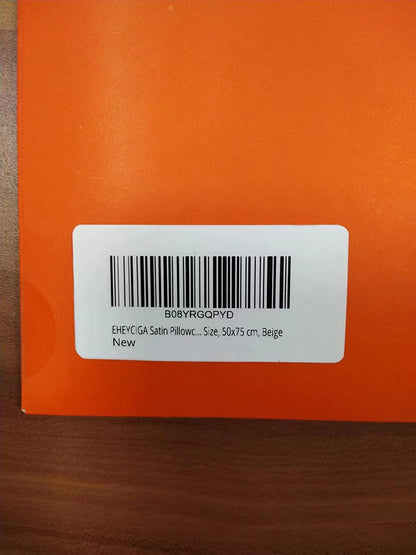 B08YRGQPYD
EHEYCIGA Satin Pillowc... Size, 50x75 cm, Beige
New